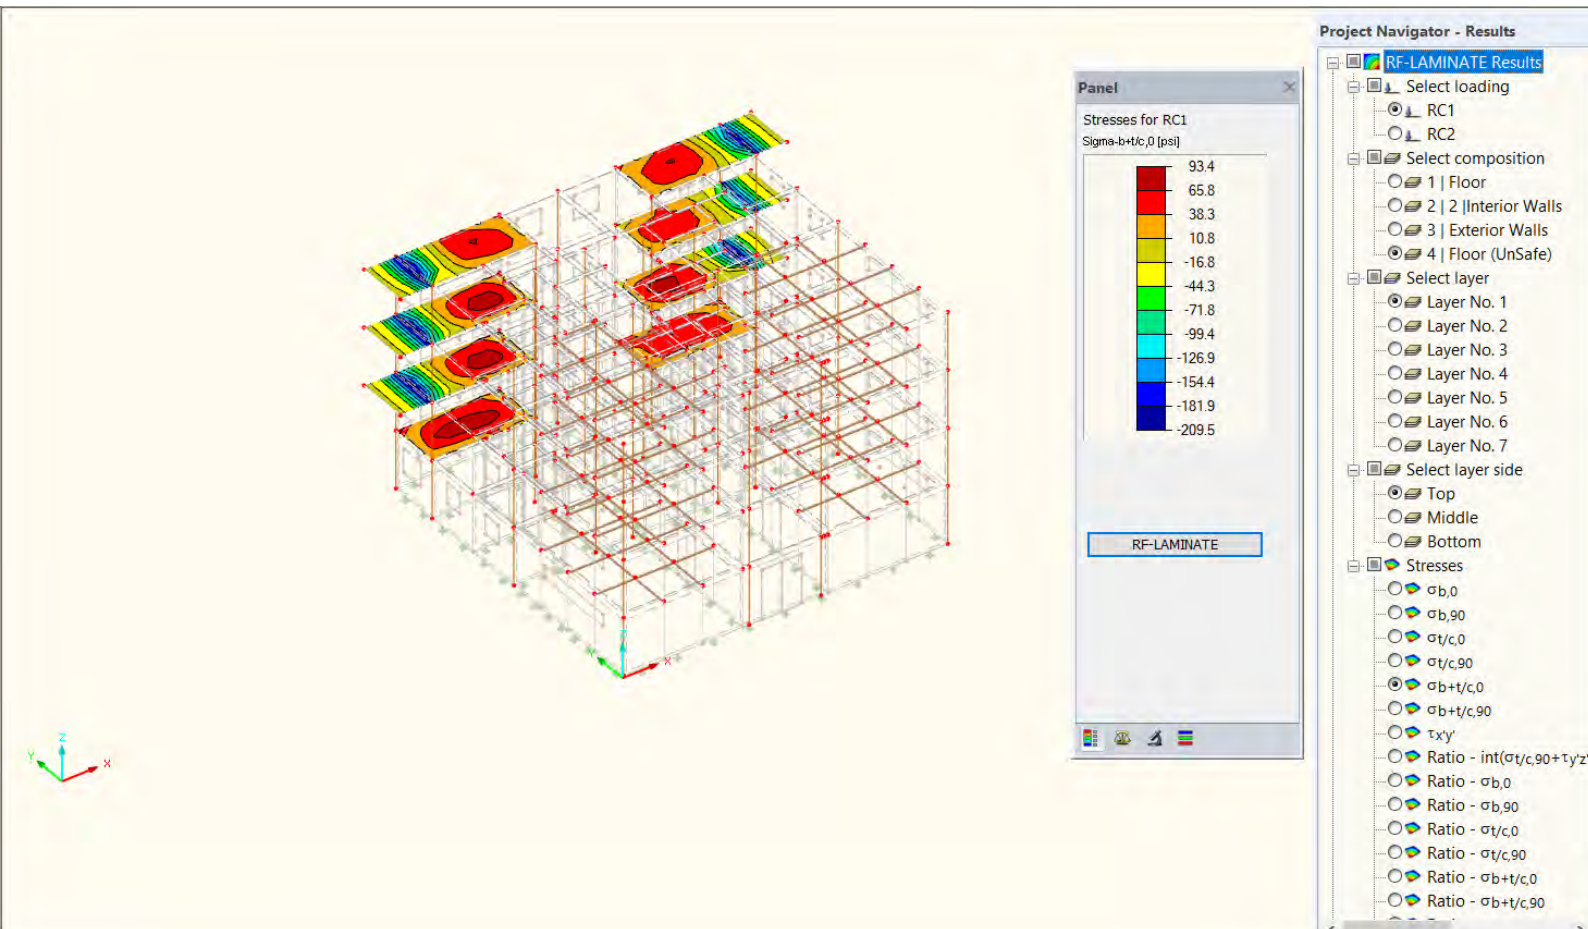 Project Navigator - Results
RF-LAMINATE Results
Select loading
RC1
RC2
Select composition
1 | Floor
2 | 2 |Interior Walls
3 | Exterior Walls
4 | Floor (UnSafe)
Select layer
Layer No. 1
Layer No. 2
Layer No. 3
Layer No. 4
Layer No. 5
Layer No. 6
Layer No. 7
Select layer side
Top
Middle
Bottom
Stresses
σb,0
σb,90
σt/c,0
σt/c,90
σb+t/c,0
σb+t/c,90
τx'y'
Ratio - int(σt/c,90+τy'z'
Ratio - σb,0
Ratio - σb,90
Ratio - σt/c,0
Ratio - σt/c,90
Ratio - σb+t/c,0
Ratio - σb+t/c,90
Panel
Stresses for RC1
Sigma-b+t/c,0 [psi]
93.4
65.8
38.3
10.8
-16.8
-44.3
-71.8
-99.4
-126.9
-154.4
-181.9
-209.5
RF-LAMINATE
Z
Y
X
Z
Y
X